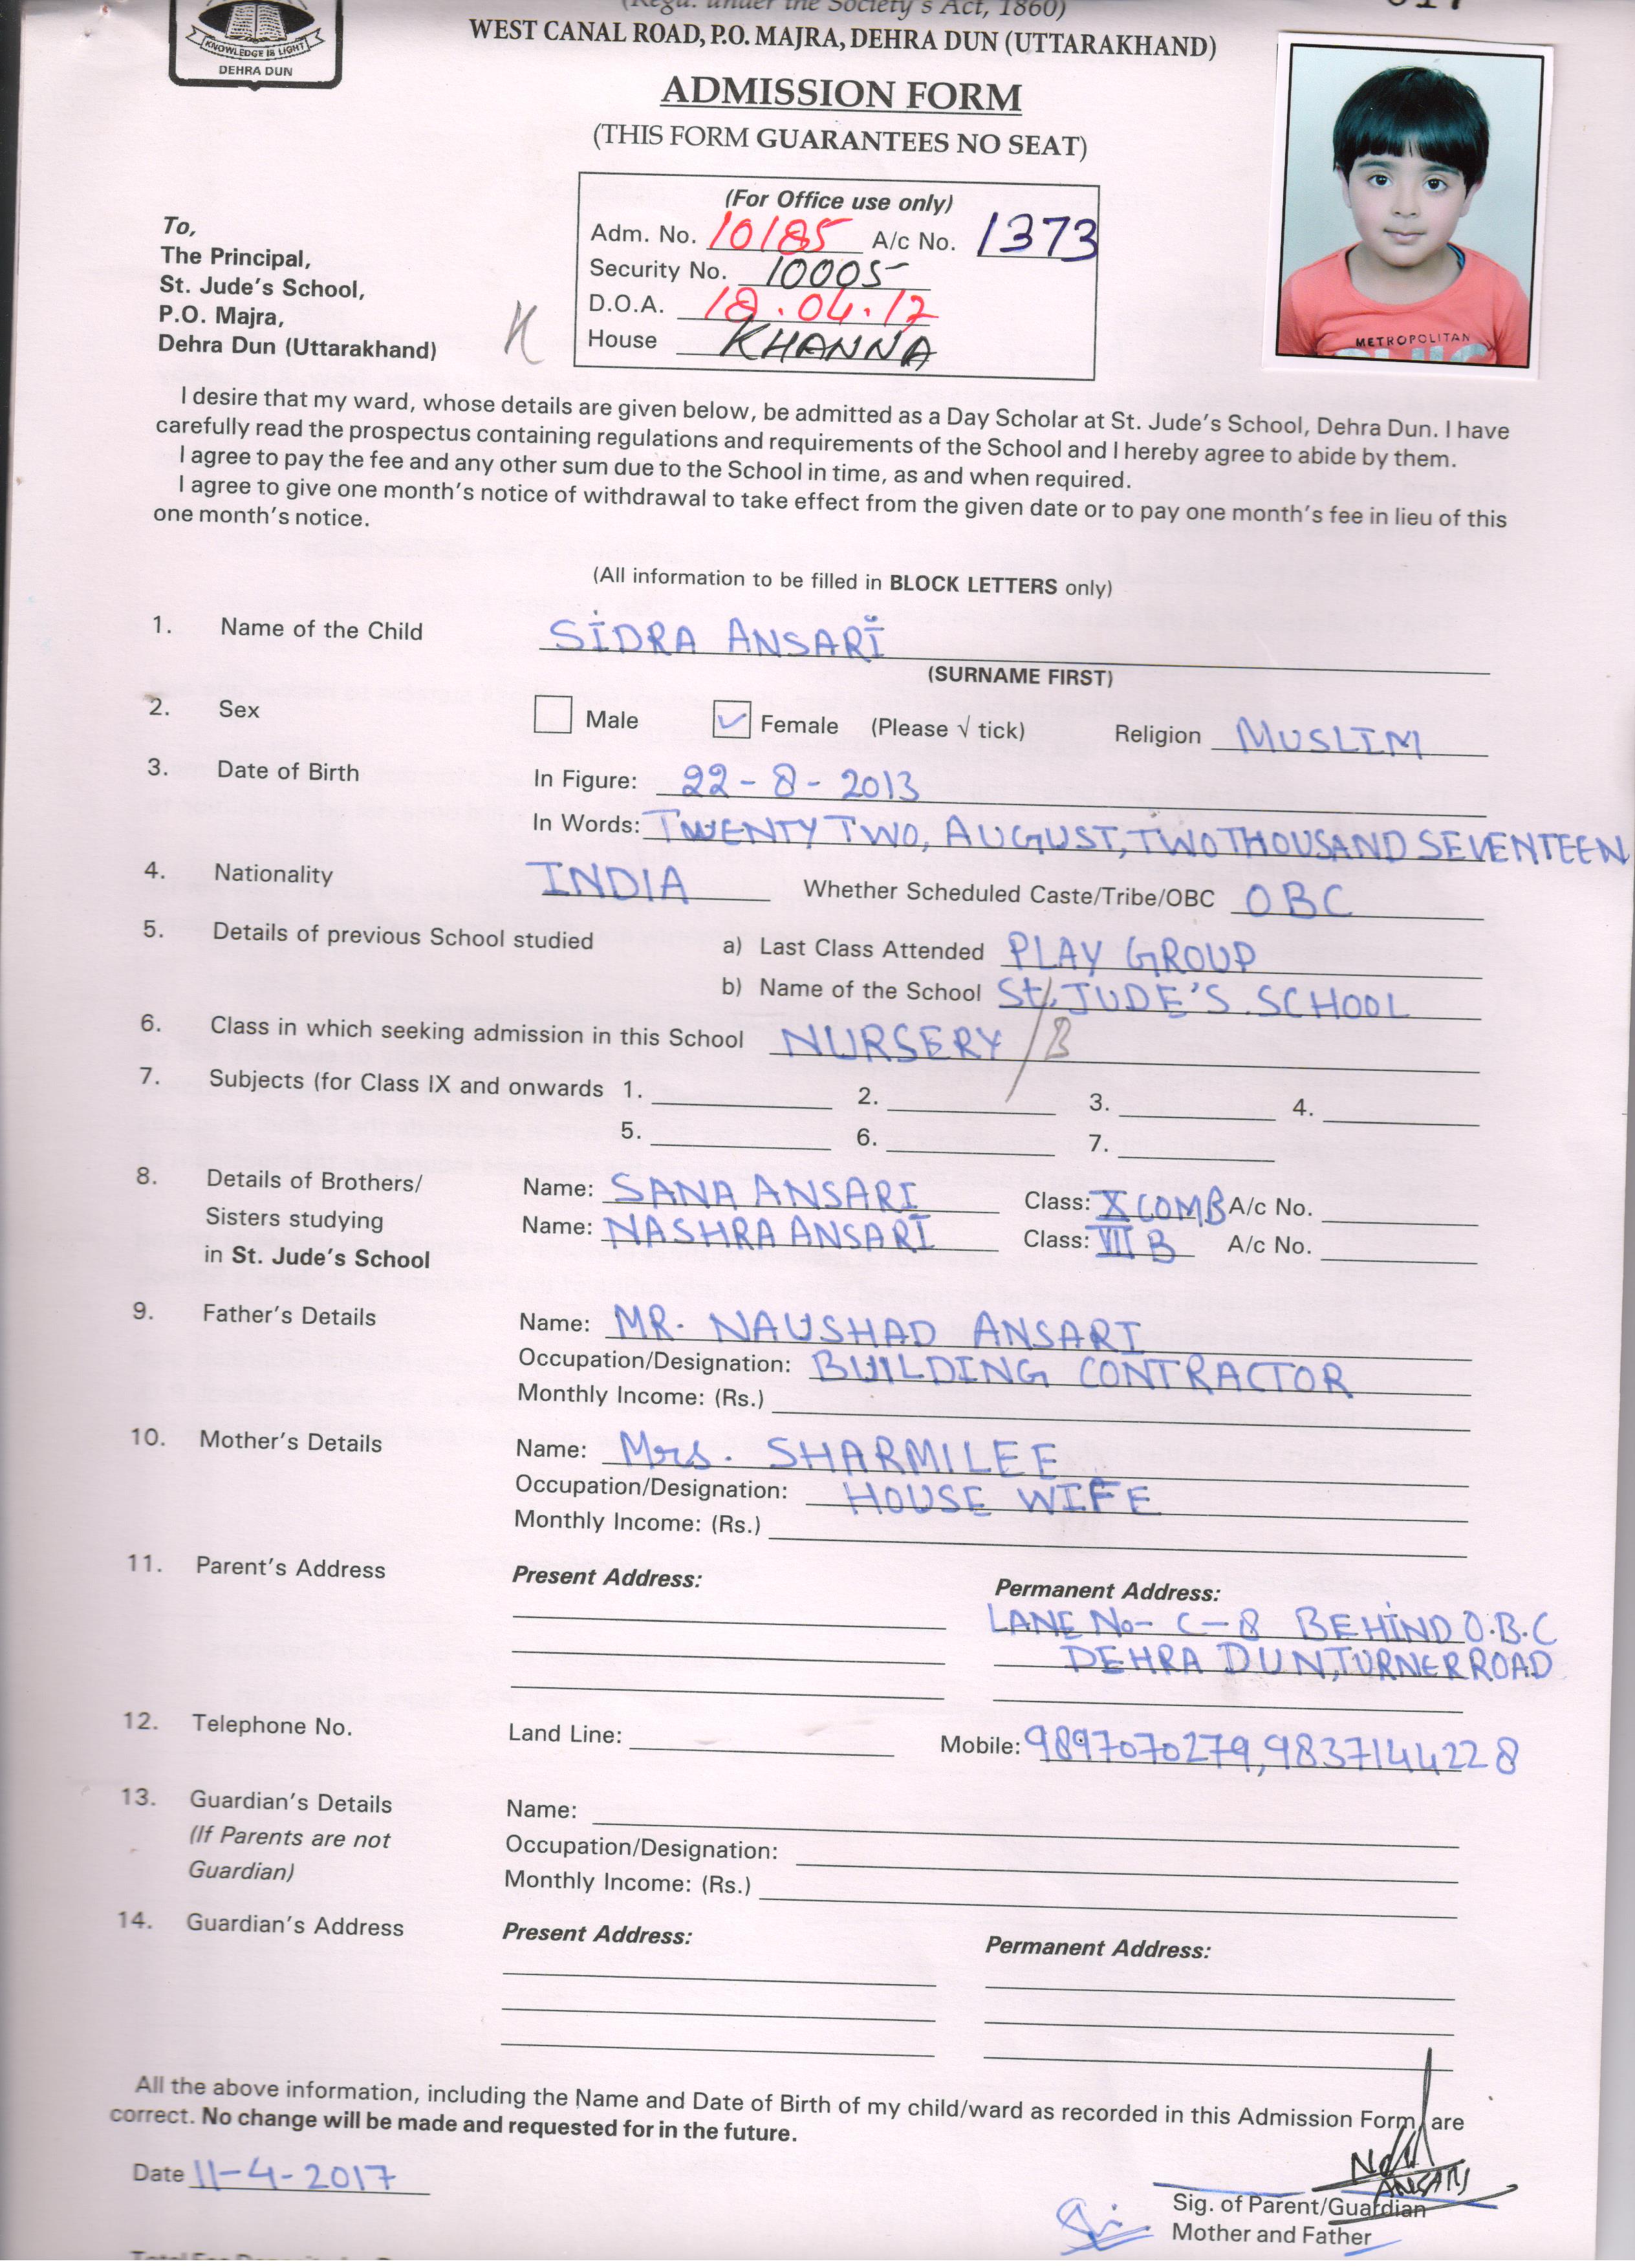 KNOWLEDGE IS LIGHT
DEHRA DUN
(Regd. under the Society's Act, 1860)
WEST CANAL ROAD, P.O. MAJRA, DEHRA DUN (UTTARAKHAND)
ADMISSION FORM
(THIS FORM GUARANTEES NO SEAT)
(For Office use only)
Adm. No. 10185 A/c No. 1373
Security No. 10005
D.O.A. 18.04.17
House KHANNA
To,
The Principal,
St. Jude's School,
P.O. Majra,
Dehra Dun (Uttarakhand)
METROPOLITAN
I desire that my ward, whose details are given below, be admitted as a Day Scholar at St. Jude's School, Dehra Dun. I have
carefully read the prospectus containing regulations and requirements of the School and I hereby agree to abide by them.
I agree to pay the fee and any other sum due to the School in time, as and when required.
I agree to give one month's notice of withdrawal to take effect from the given date or to pay one month's fee in lieu of this
one month's notice.
(All information to be filled in BLOCK LETTERS only)
1. Name of the Child SIDRA ANSARI
(SURNAME FIRST)
2. Sex Male ✓ Female (Please √ tick) Religion MUSLIM
3. Date of Birth In Figure: 22-8-2013
In Words: TWENTY TWO, AUGUST, TWO THOUSAND SEVENTEEN
4. Nationality INDIA Whether Scheduled Caste/Tribe/OBC OBC
5. Details of previous School studied a) Last Class Attended PLAY GROUP
b) Name of the School St. JUDE'S. SCHOOL
6. Class in which seeking admission in this School NURSERY / B
7. Subjects (for Class IX and onwards 1. 2. 3. 4.
5. 6. 7.
8. Details of Brothers/ Name: SANA ANSARI Class: X COMB A/c No.
Sisters studying Name: NASHRA ANSARI Class: VII B A/c No.
in St. Jude's School
9. Father's Details Name: MR. NAUSHAD ANSARI
Occupation/Designation: BUILDING CONTRACTOR
Monthly Income: (Rs.)
10. Mother's Details Name: Mrs. SHARMILEE
Occupation/Designation: HOUSE WIFE
Monthly Income: (Rs.)
11. Parent's Address Present Address: Permanent Address:
LANE No- C-8 BEHIND O.B.C
DEHRA DUN, TURNER ROAD
12. Telephone No. Land Line: Mobile: 9897070279, 9837144228
13. Guardian's Details Name:
(If Parents are not Occupation/Designation:
Guardian) Monthly Income: (Rs.)
14. Guardian's Address Present Address: Permanent Address:
All the above information, including the Name and Date of Birth of my child/ward as recorded in this Admission Form, are
correct. No change will be made and requested for in the future.
Date 11-4-2017
ANSARI
Sig. of Parent/Guardian
Mother and Father